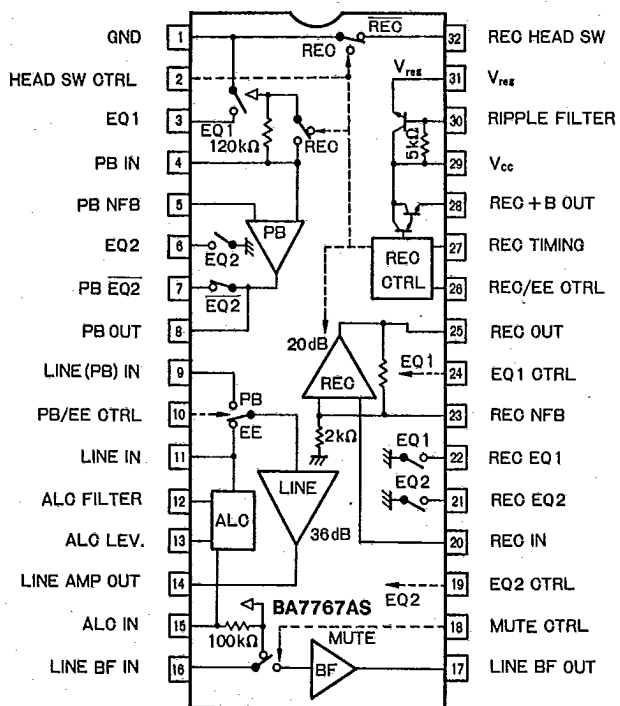 GND 1 REC REC 32 REC HEAD SW
HEAD SW CTRL 2 Vreg 31 Vreg
EQ1 3 EQ1 120kΩ REC 5kΩ 30 RIPPLE FILTER
PB IN 4 29 Vcc
PB NFB 5 PB 28 REC +B OUT
EQ2 6 EQ2 REC CTRL 27 REC TIMING
PB EQ2 7 EQ2 26 REC/EE CTRL
PB OUT 8 20dB 25 REC OUT
LINE(PB) IN 9 PB REC EQ1 24 EQ1 CTRL
PB/EE CTRL 10 EE 2kΩ 23 REC NFB
LINE IN 11 EQ1 22 REC EQ1
ALC FILTER 12 ALC LINE EQ2 21 REC EQ2
ALC LEV. 13 36dB 20 REC IN
LINE AMP OUT 14 EQ2 19 EQ2 CTRL
BA7767AS
ALC IN 15 100kΩ MUTE 18 MUTE CTRL
LINE BF IN 16 BF 17 LINE BF OUT